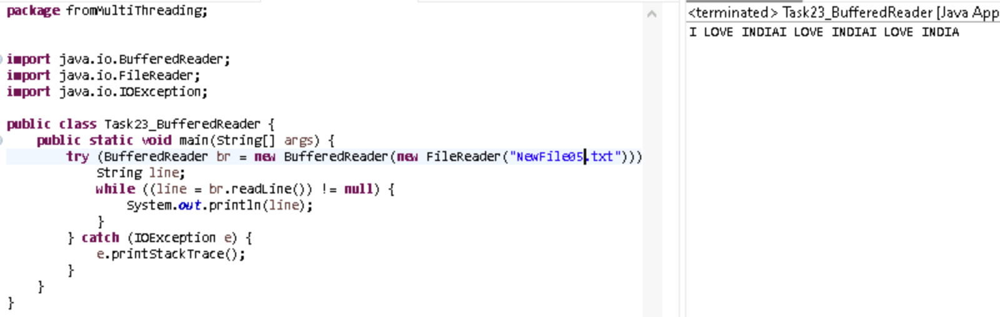 package fromMultiThreading;
import java.io.BufferedReader;
import java.io.FileReader;
import java.io.IOException;
public class Task23_BufferedReader {
public static void main(String[] args) {
try (BufferedReader br = new BufferedReader(new FileReader("NewFile05.txt")))
String line;
while ((line = br.readLine()) != null) {
System.out.println(line);
}
} catch (IOException e) {
e.printStackTrace();
}
}
}
<terminated> Task23_BufferedReader [Java App
I LOVE INDIAI LOVE INDIAI LOVE INDIA